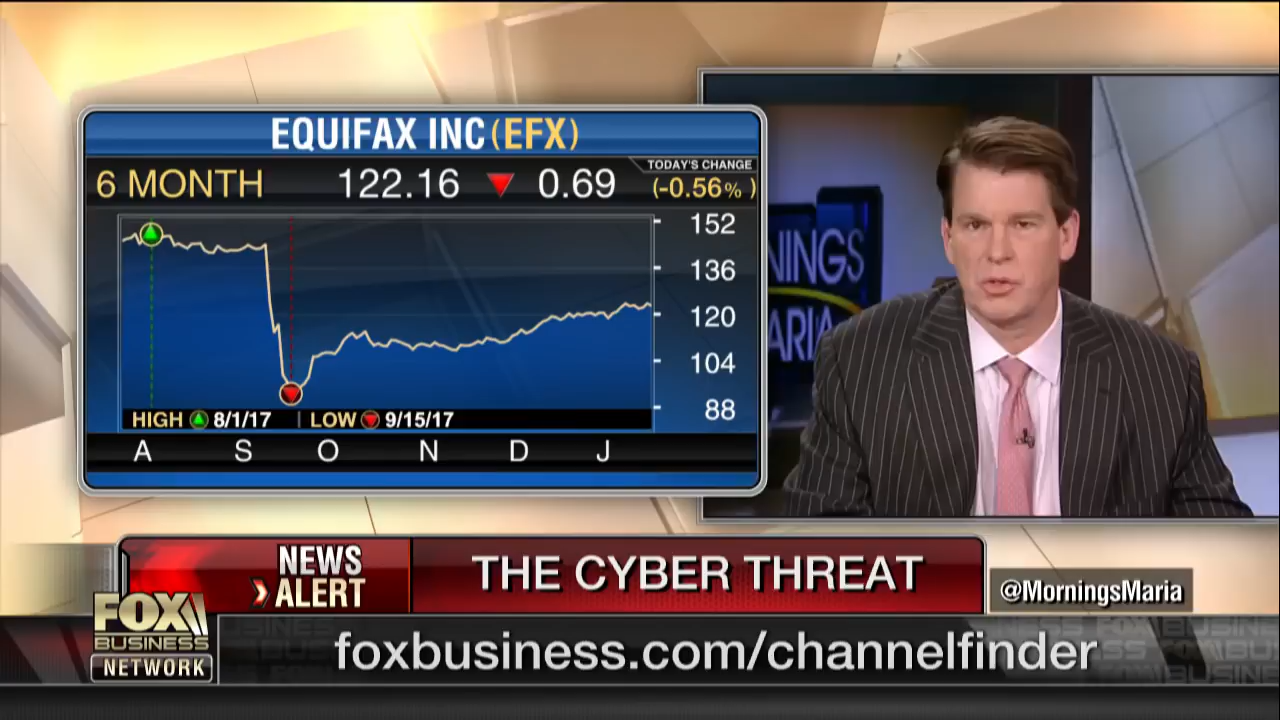 EQUIFAX INC (EFX)
6 MONTH 122.16 ▼ 0.69
TODAY'S CHANGE
(-0.56%)
152
136
120
104
88
HIGH 8/1/17 | LOW 9/15/17
A S O N D J
NINGS
ARIA
NEWS
ALERT
THE CYBER THREAT
@MorningsMaria
FOX
BUSINESS
NETWORK
foxbusiness.com/channelfinder